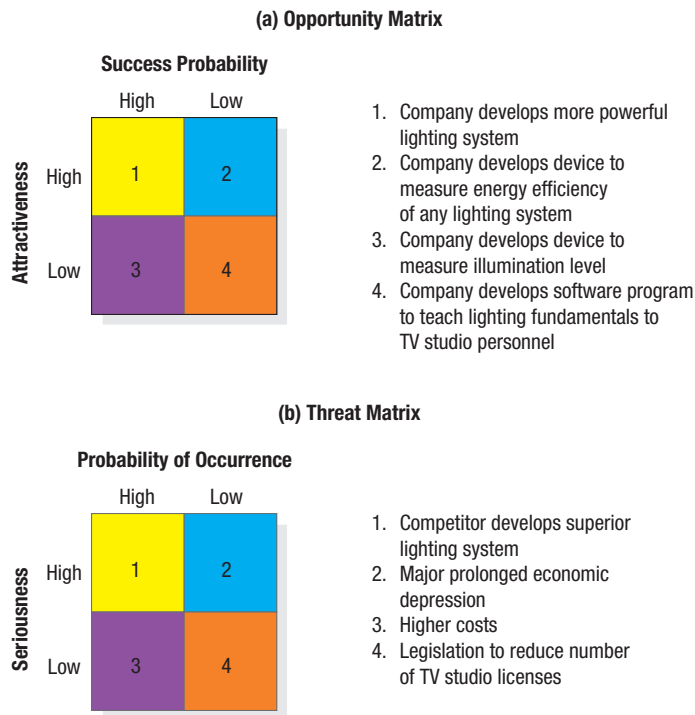 (a) Opportunity Matrix
Success Probability
High Low
Attractiveness
High 1 2
Low 3 4
1. Company develops more powerful
lighting system
2. Company develops device to
measure energy efficiency
of any lighting system
3. Company develops device to
measure illumination level
4. Company develops software program
to teach lighting fundamentals to
TV studio personnel
(b) Threat Matrix
Probability of Occurrence
High Low
Seriousness
High 1 2
Low 3 4
1. Competitor develops superior
lighting system
2. Major prolonged economic
depression
3. Higher costs
4. Legislation to reduce number
of TV studio licenses